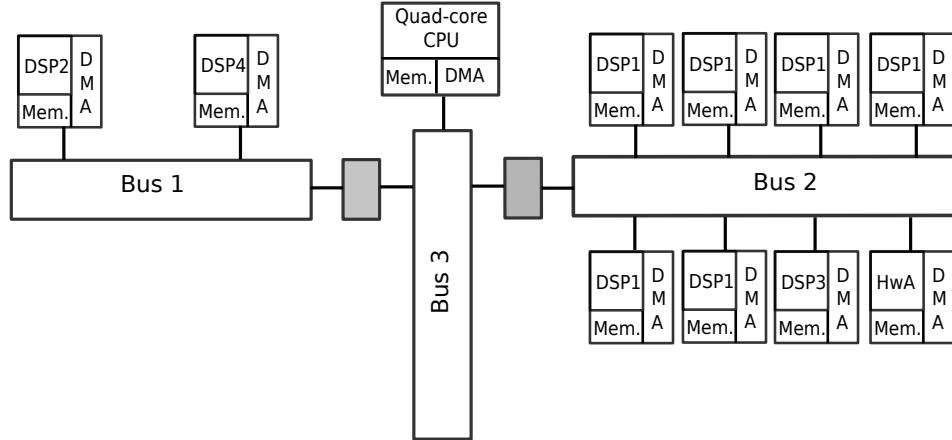 Quad-core
CPU
Mem. DMA
DSP2 D
M
Mem. A
DSP4 D
M
Mem. A
DSP1 D
M
Mem. A
DSP1 D
M
Mem. A
DSP1 D
M
Mem. A
DSP1 D
M
Mem. A
Bus 1
Bus 2
Bus 3
DSP1 D
M
Mem. A
DSP1 D
M
Mem. A
DSP3 D
M
Mem. A
HwA D
M
Mem. A